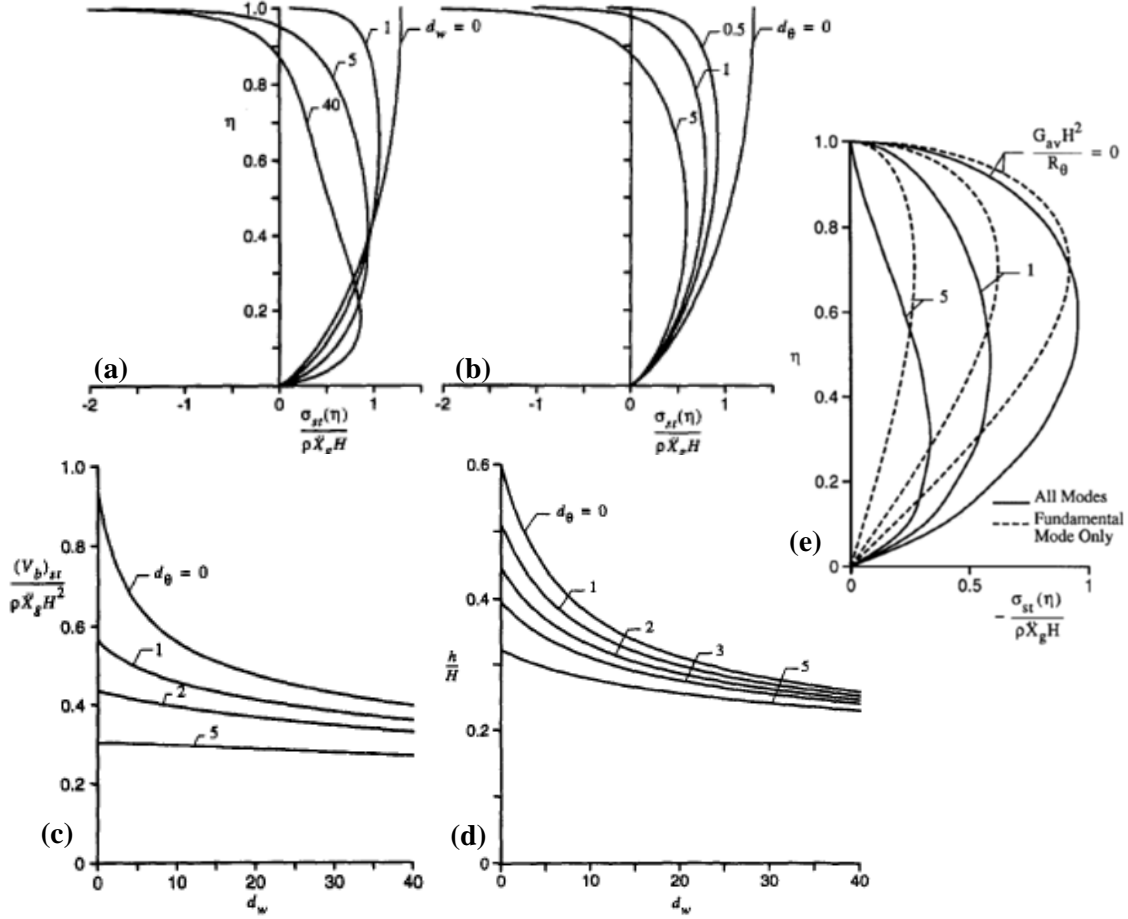 1.0
0.8
η
0.6
0.4
0.2
1
d_w = 0
5
40
(a)
-2
-1
0
1
σ_st(η)
ρẌ_gH
0.5
d_θ = 0
1
5
(b)
-2
-1
0
1
σ_st(η)
ρẌ_gH
1.0
0.8
(V_b)_st
ρẌ_gH²
0.6
0.4
0.2
0
d_θ = 0
1
2
5
(c)
0
10
20
30
40
d_w
0.6
0.4
h
H
0.2
0
d_θ = 0
1
2
3
5
(d)
0
10
20
30
40
d_w
G_av H²
R_θ
= 0
1.0
0.8
0.6
η
0.4
0.2
0
1
5
All Modes
Fundamental
Mode Only
(e)
0
0.5
1
− σ_st(η)
ρẌ_gH